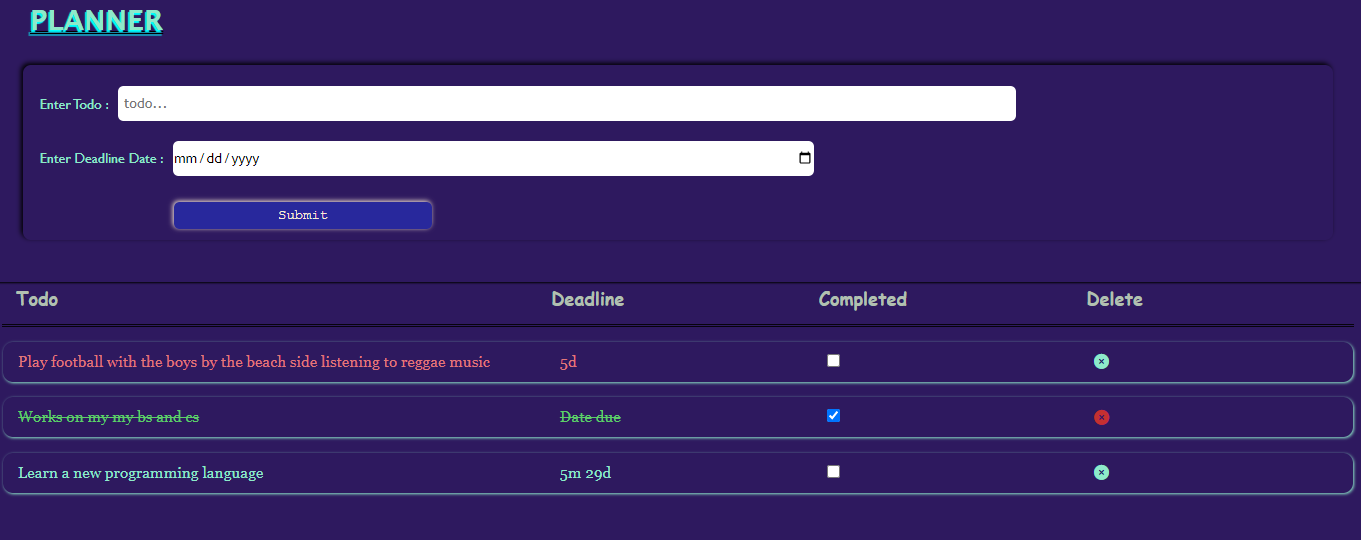 PLANNER
Enter Todo : todo...
Enter Deadline Date : mm/dd/yyyy
Submit
Todo Deadline Completed Delete
Play football with the boys by the beach side listening to reggae music 5d
Works on my my bs and cs Date due
Learn a new programming language 5m 29d